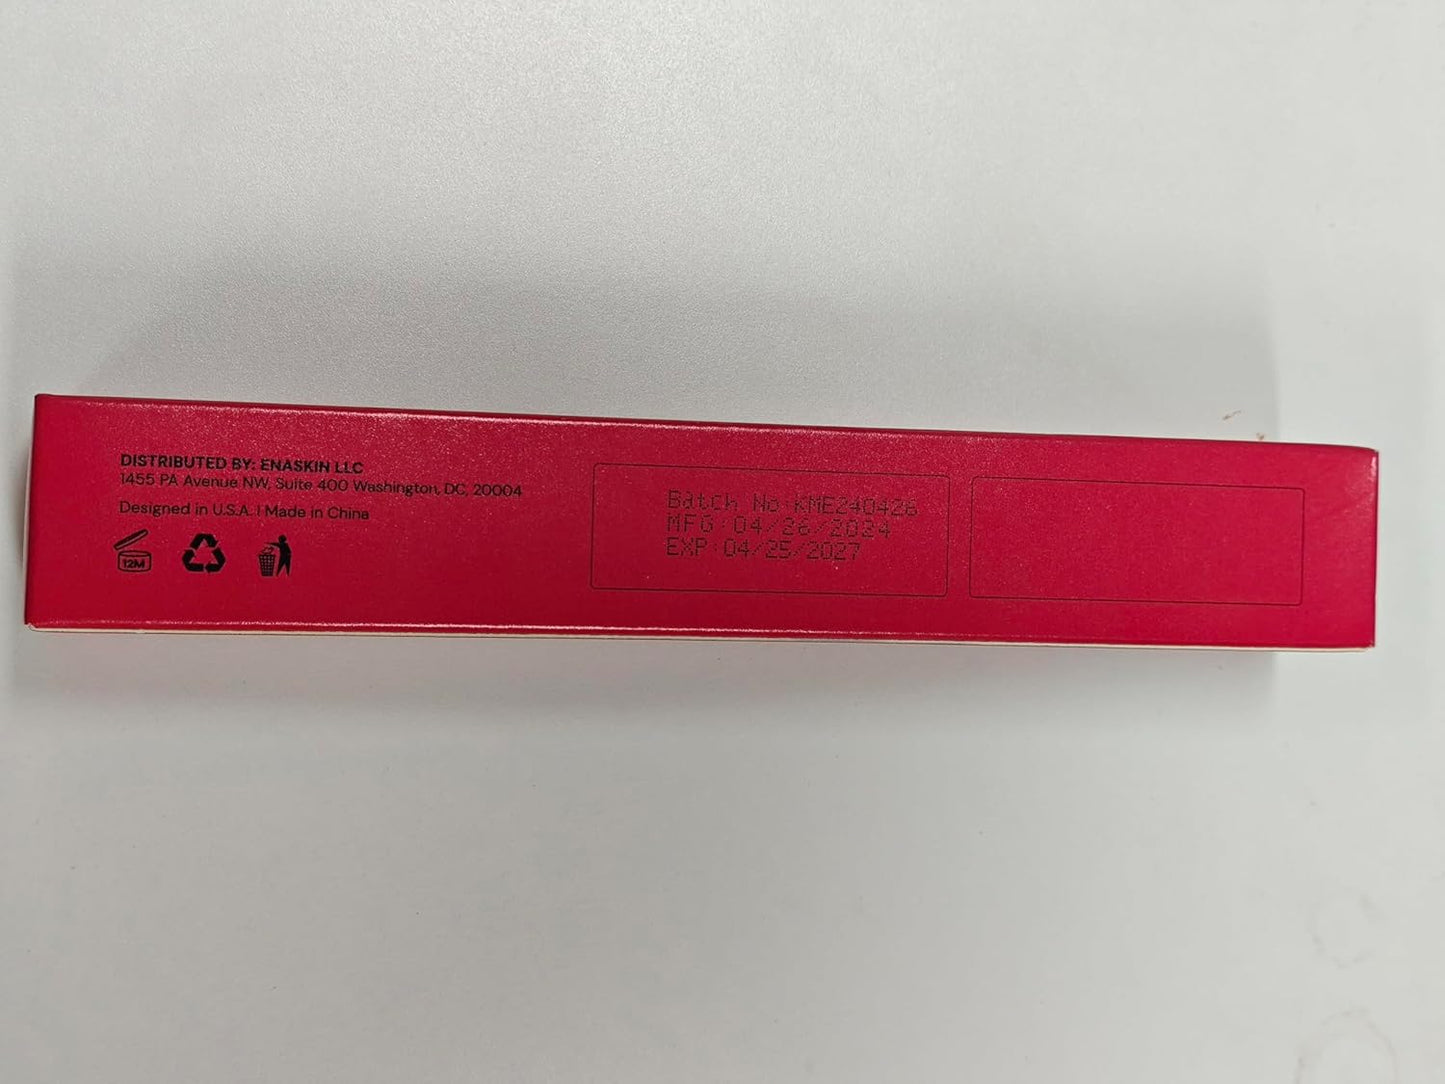 DISTRIBUTED BY: ENASKIN LLC
1455 PA Avenue NW, Suite 400 Washington, DC, 20004
Designed in U.S.A. | Made in China
12M
Batch No:KME240426
MFG:04/26/2024
EXP:04/25/2027